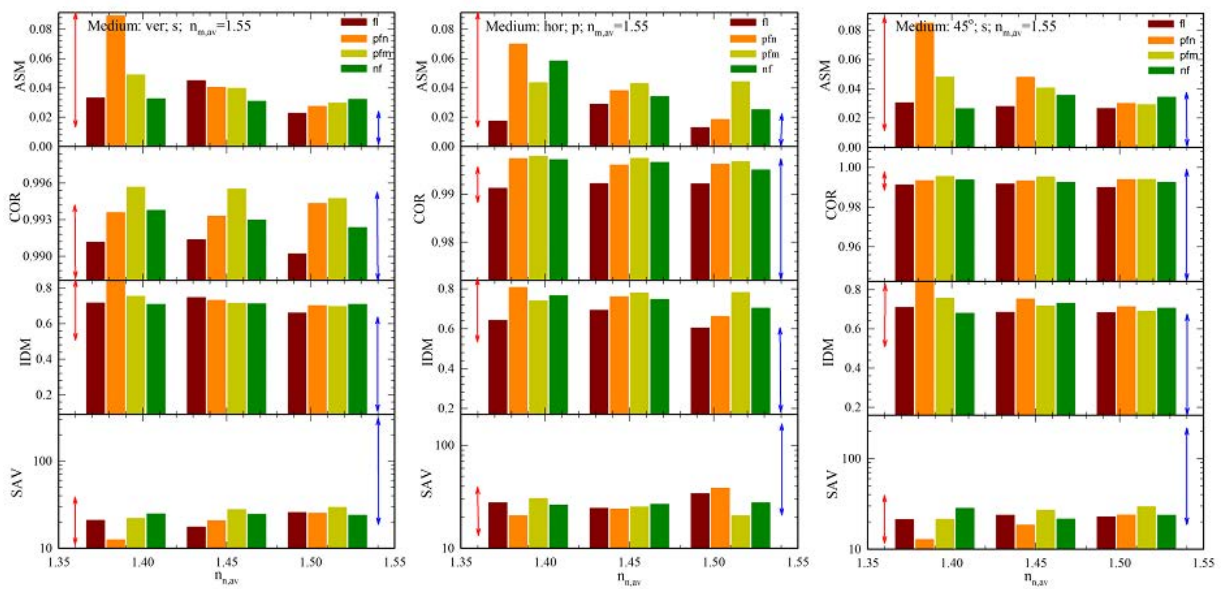 Medium: ver; s; n_m,av=1.55
fl
pfn
pfm
nf
ASM
0.08
0.06
0.04
0.02
0.00
COR
0.996
0.993
0.990
IDM
0.8
0.6
0.4
0.2
SAV
100
10
1.35
1.40
1.45
1.50
1.55
n_n,av
Medium: hor; p; n_m,av=1.55
fl
pfn
pfm
nf
ASM
0.08
0.06
0.04
0.02
0.00
COR
0.99
0.98
IDM
0.8
0.6
0.4
0.2
SAV
100
1.35
1.40
1.45
1.50
1.55
n_n,av
Medium: 45°; s; n_m,av=1.55
fl
pfn
pfm
nf
ASM
0.08
0.06
0.04
0.02
0.00
COR
1.00
0.98
0.96
IDM
0.8
0.6
0.4
0.2
SAV
100
10
1.35
1.40
1.45
1.50
1.55
n_n,av